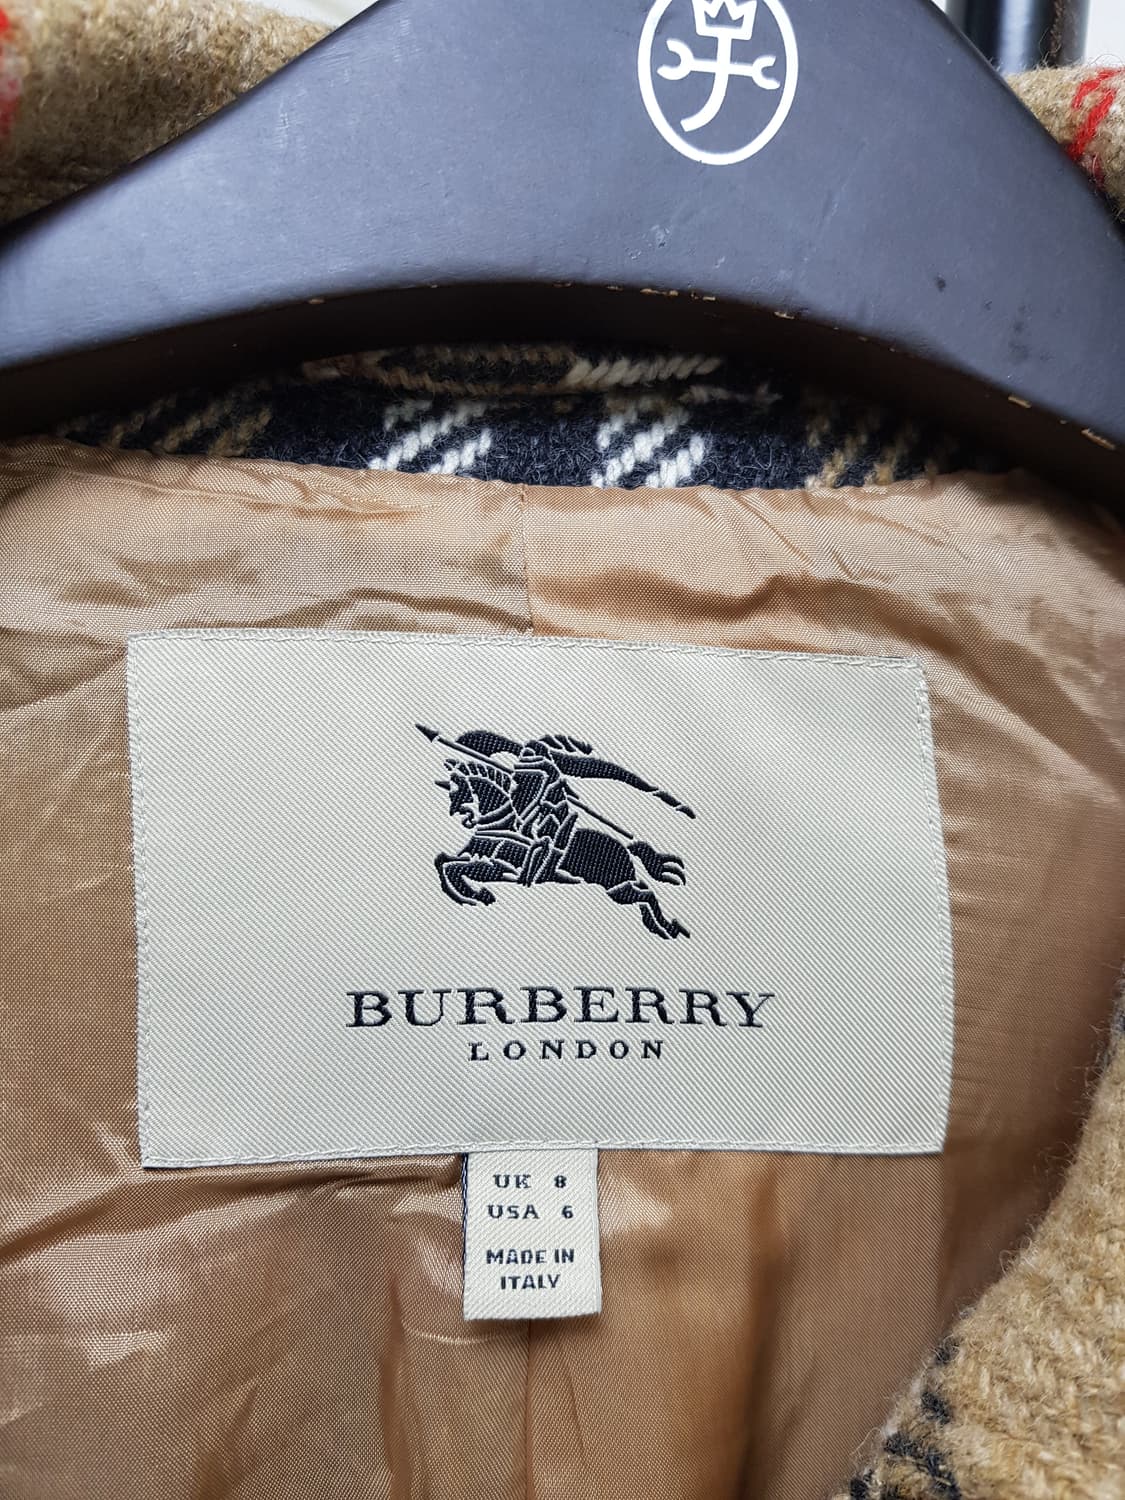 BURBERRY
LONDON
UK 8
USA 6
MADE IN
ITALY